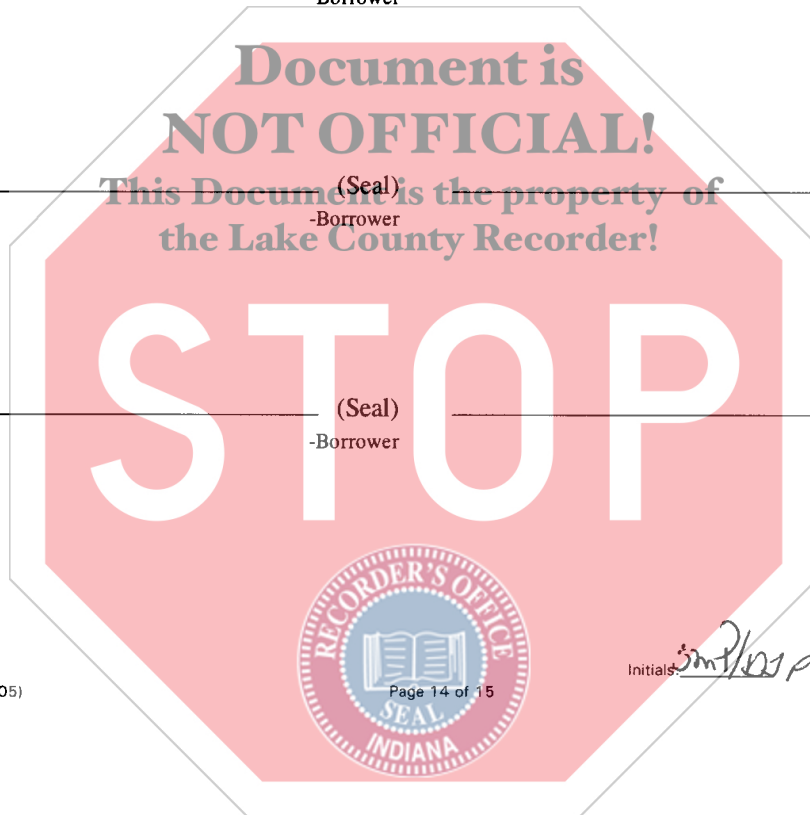 -Borrower
Document is
NOT OFFICIAL!
(Seal)
This Document is the property of
-Borrower
the Lake County Recorder!
STOP
(Seal)
-Borrower
RECORDER'S OFFICE
SEAL
INDIANA
Initials:
05)
Page 14 of 15